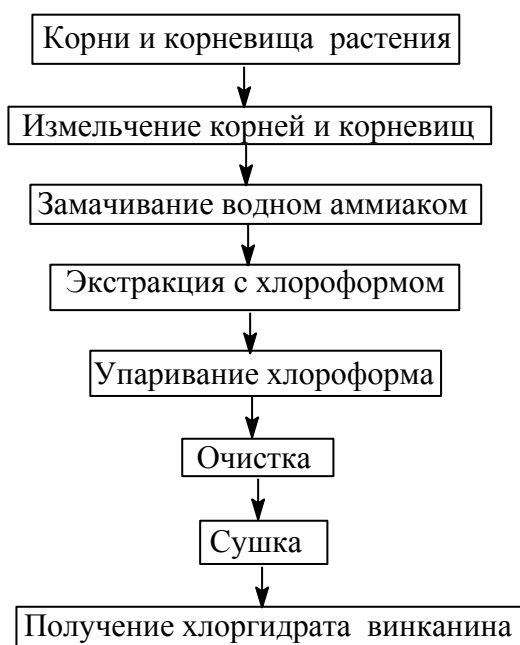 Корни и корневища растения
Измельчение корней и корневищ
Замачивание водном аммиаком
Экстракция с хлороформом
Упаривание хлороформа
Очистка
Сушка
Получение хлоргидрата винканина